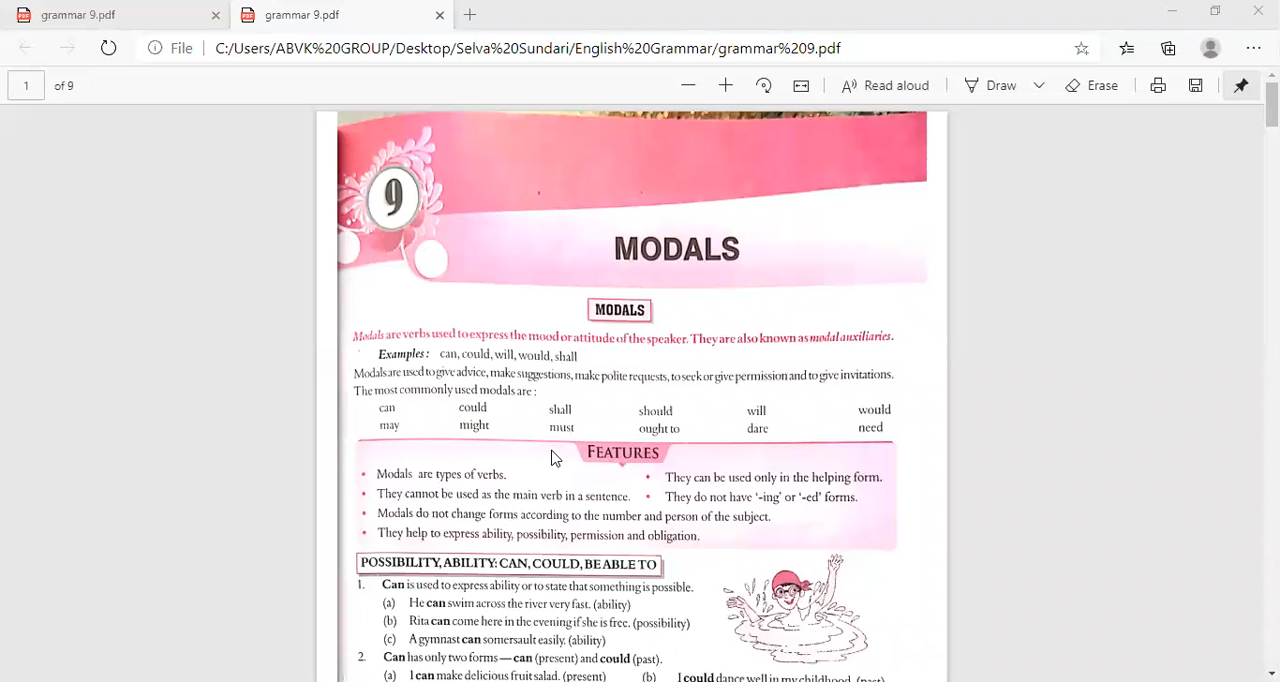 grammar 9.pdf
grammar 9.pdf
File C:/Users/ABVK%20GROUP/Desktop/Selva%20Sundari/English%20Grammar/grammar%209.pdf
1 of 9 Read aloud Draw Erase
9
MODALS
MODALS
Modals are verbs used to express the mood or attitude of the speaker. They are also known as modal auxiliaries.
Examples: can, could, will, would, shall
Modals are used to give advice, make suggestions, make polite requests, to seek or give permission and to give invitations.
The most commonly used modals are :
can could shall should will would
may might must ought to dare need
FEATURES
• Modals are types of verbs. • They can be used only in the helping form.
• They cannot be used as the main verb in a sentence. • They do not have ‘-ing’ or ‘-ed’ forms.
• Modals do not change forms according to the number and person of the subject.
• They help to express ability, possibility, permission and obligation.
POSSIBILITY, ABILITY: CAN, COULD, BE ABLE TO
1. Can is used to express ability or to state that something is possible.
(a) He can swim across the river very fast. (ability)
(b) Rita can come here in the evening if she is free. (possibility)
(c) A gymnast can somersault easily. (ability)
2. Can has only two forms — can (present) and could (past).
(a) I can make delicious fruit salad. (present) (b) I could dance well in my childhood. (past)